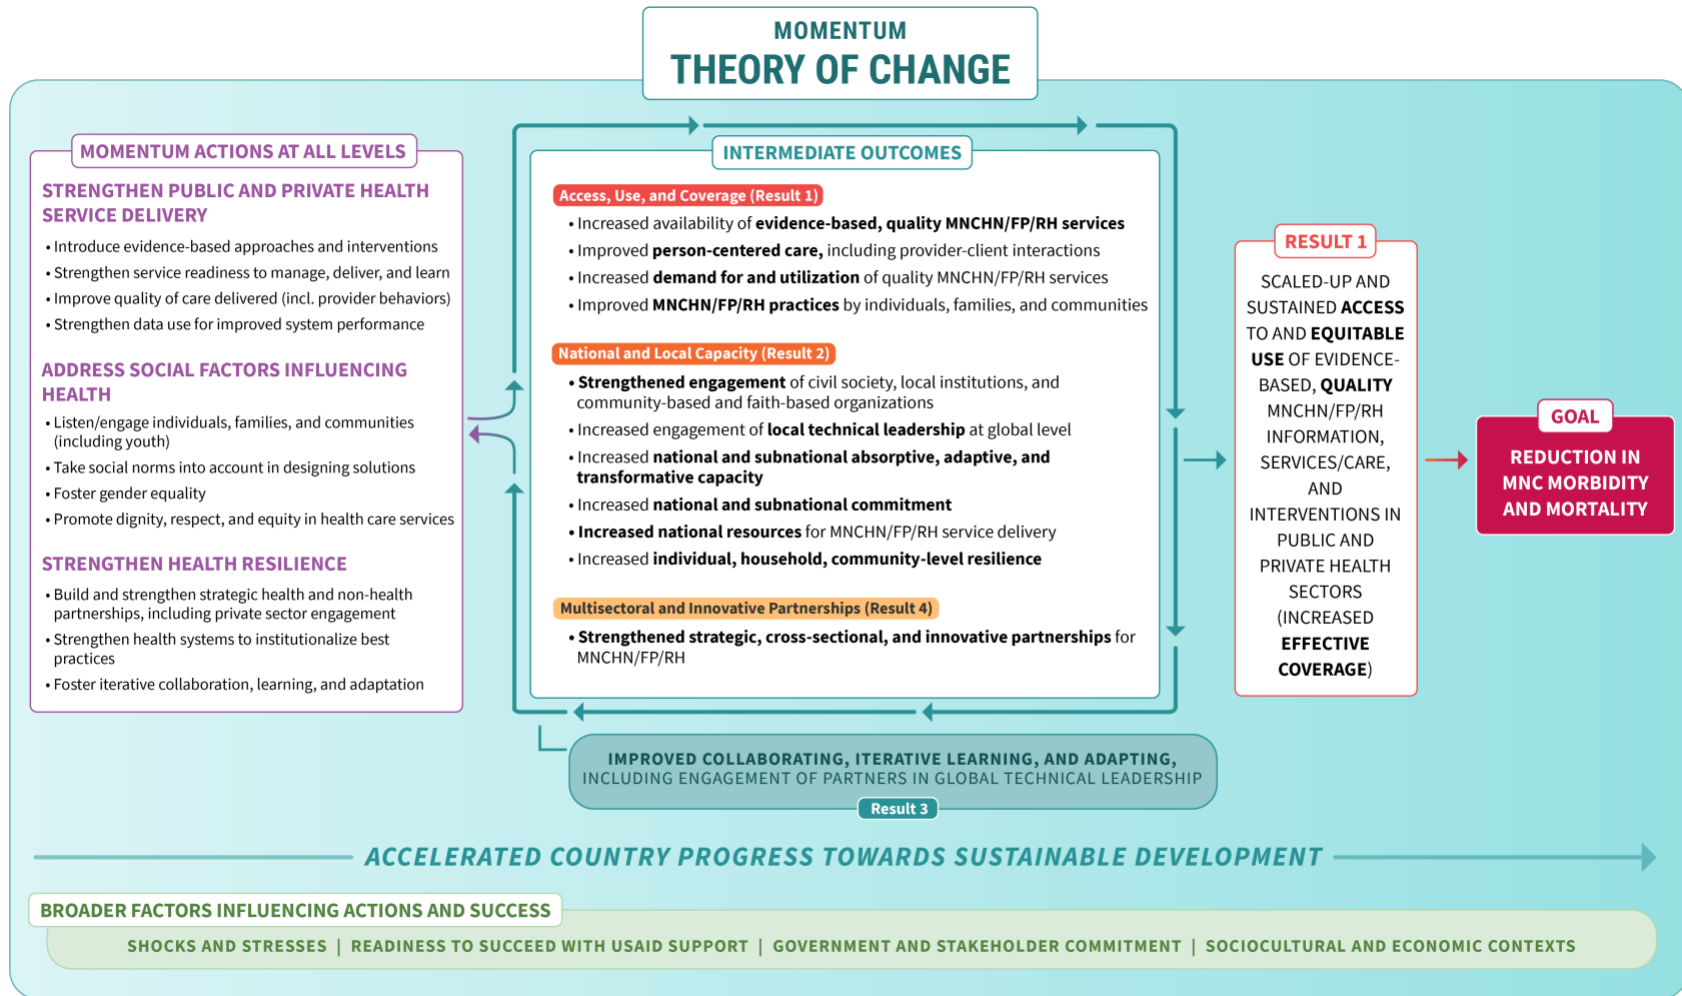 MOMENTUM
THEORY OF CHANGE
MOMENTUM ACTIONS AT ALL LEVELS
STRENGTHEN PUBLIC AND PRIVATE HEALTH
SERVICE DELIVERY
• Introduce evidence-based approaches and interventions
• Strengthen service readiness to manage, deliver, and learn
• Improve quality of care delivered (incl. provider behaviors)
• Strengthen data use for improved system performance
ADDRESS SOCIAL FACTORS INFLUENCING
HEALTH
• Listen/engage individuals, families, and communities
(including youth)
• Take social norms into account in designing solutions
• Foster gender equality
• Promote dignity, respect, and equity in health care services
STRENGTHEN HEALTH RESILIENCE
• Build and strengthen strategic health and non-health
partnerships, including private sector engagement
• Strengthen health systems to institutionalize best
practices
• Foster iterative collaboration, learning, and adaptation
INTERMEDIATE OUTCOMES
Access, Use, and Coverage (Result 1)
• Increased availability of evidence-based, quality MNCHN/FP/RH services
• Improved person-centered care, including provider-client interactions
• Increased demand for and utilization of quality MNCHN/FP/RH services
• Improved MNCHN/FP/RH practices by individuals, families, and communities
National and Local Capacity (Result 2)
• Strengthened engagement of civil society, local institutions, and
community-based and faith-based organizations
• Increased engagement of local technical leadership at global level
• Increased national and subnational absorptive, adaptive, and
transformative capacity
• Increased national and subnational commitment
• Increased national resources for MNCHN/FP/RH service delivery
• Increased individual, household, community-level resilience
Multisectoral and Innovative Partnerships (Result 4)
• Strengthened strategic, cross-sectional, and innovative partnerships for
MNCHN/FP/RH
IMPROVED COLLABORATING, ITERATIVE LEARNING, AND ADAPTING,
INCLUDING ENGAGEMENT OF PARTNERS IN GLOBAL TECHNICAL LEADERSHIP
Result 3
RESULT 1
SCALED-UP AND
SUSTAINED ACCESS
TO AND EQUITABLE
USE OF EVIDENCE-
BASED, QUALITY
MNCHN/FP/RH
INFORMATION,
SERVICES/CARE,
AND
INTERVENTIONS IN
PUBLIC AND
PRIVATE HEALTH
SECTORS
(INCREASED
EFFECTIVE
COVERAGE)
GOAL
REDUCTION IN
MNC MORBIDITY
AND MORTALITY
ACCELERATED COUNTRY PROGRESS TOWARDS SUSTAINABLE DEVELOPMENT
BROADER FACTORS INFLUENCING ACTIONS AND SUCCESS
SHOCKS AND STRESSES | READINESS TO SUCCEED WITH USAID SUPPORT | GOVERNMENT AND STAKEHOLDER COMMITMENT | SOCIOCULTURAL AND ECONOMIC CONTEXTS